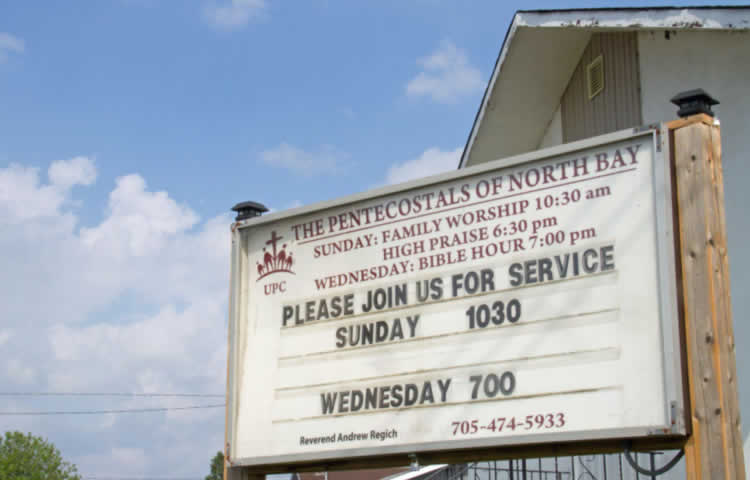 THE PENTECOSTALS OF NORTH BAY
SUNDAY: FAMILY WORSHIP 10:30 am
HIGH PRAISE 6:30 pm
WEDNESDAY: BIBLE HOUR 7:00 pm
UPC
PLEASE JOIN US FOR SERVICE
SUNDAY 1030
WEDNESDAY 700
Reverend Andrew Regich
705-474-5933